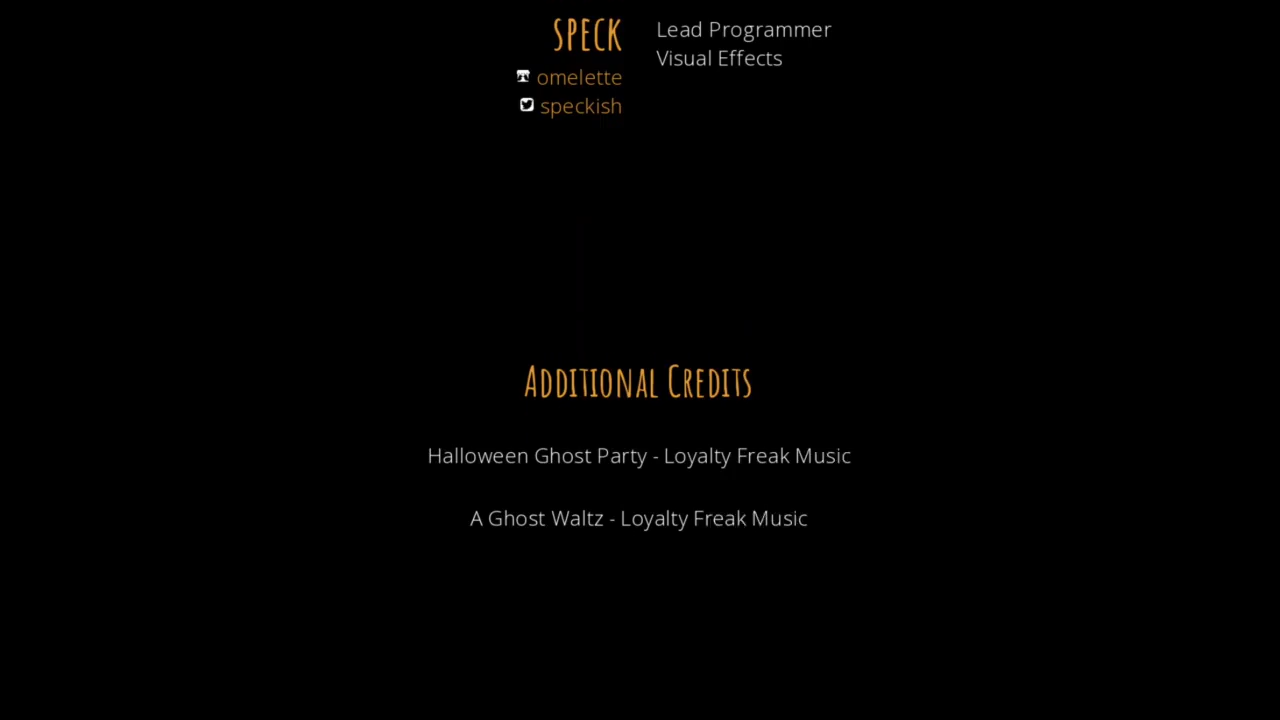 SPECK
Lead Programmer
Visual Effects
omelette
speckish
Additional Credits
Halloween Ghost Party - Loyalty Freak Music
A Ghost Waltz - Loyalty Freak Music